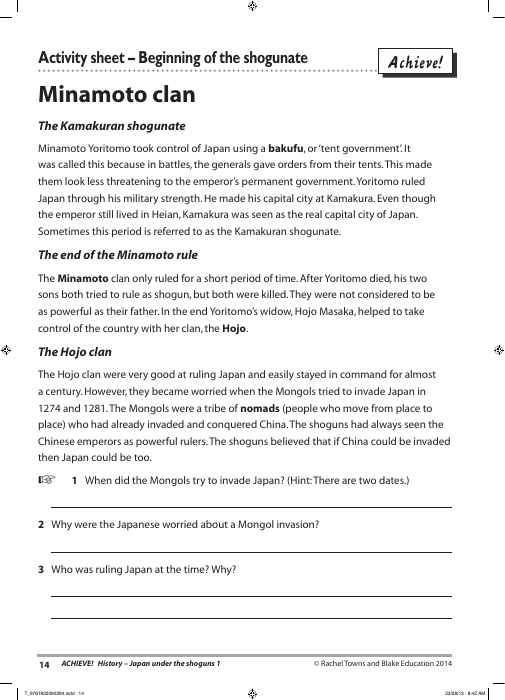 Activity sheet – Beginning of the shogunate
Achieve!
Minamoto clan
The Kamakuran shogunate
Minamoto Yoritomo took control of Japan using a bakufu, or ‘tent government’. It
was called this because in battles, the generals gave orders from their tents. This made
them look less threatening to the emperor’s permanent government. Yoritomo ruled
Japan through his military strength. He made his capital city at Kamakura. Even though
the emperor still lived in Heian, Kamakura was seen as the real capital city of Japan.
Sometimes this period is referred to as the Kamakuran shogunate.
The end of the Minamoto rule
The Minamoto clan only ruled for a short period of time. After Yoritomo died, his two
sons both tried to rule as shogun, but both were killed. They were not considered to be
as powerful as their father. In the end Yoritomo’s widow, Hojo Masaka, helped to take
control of the country with her clan, the Hojo.
The Hojo clan
The Hojo clan were very good at ruling Japan and easily stayed in command for almost
a century. However, they became worried when the Mongols tried to invade Japan in
1274 and 1281. The Mongols were a tribe of nomads (people who move from place to
place) who had already invaded and conquered China. The shoguns had always seen the
Chinese emperors as powerful rulers. The shoguns believed that if China could be invaded
then Japan could be too.
1 When did the Mongols try to invade Japan? (Hint: There are two dates.)
2 Why were the Japanese worried about a Mongol invasion?
3 Who was ruling Japan at the time? Why?
14 ACHIEVE! History – Japan under the shoguns 1 © Rachel Towns and Blake Education 2014
T_9781922090294.indd 14 23/08/13 8:42 AM